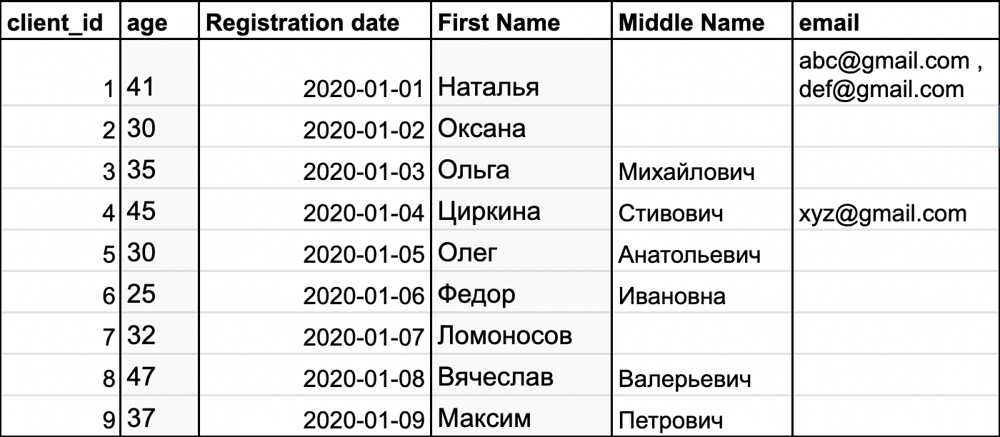 client_id age Registration date First Name Middle Name email
abc@gmail.com ,
1 41 2020-01-01 Наталья def@gmail.com
2 30 2020-01-02 Оксана
3 35 2020-01-03 Ольга Михайлович
4 45 2020-01-04 Циркина Стивович xyz@gmail.com
5 30 2020-01-05 Олег Анатольевич
6 25 2020-01-06 Федор Ивановна
7 32 2020-01-07 Ломоносов
8 47 2020-01-08 Вячеслав Валерьевич
9 37 2020-01-09 Максим Петрович